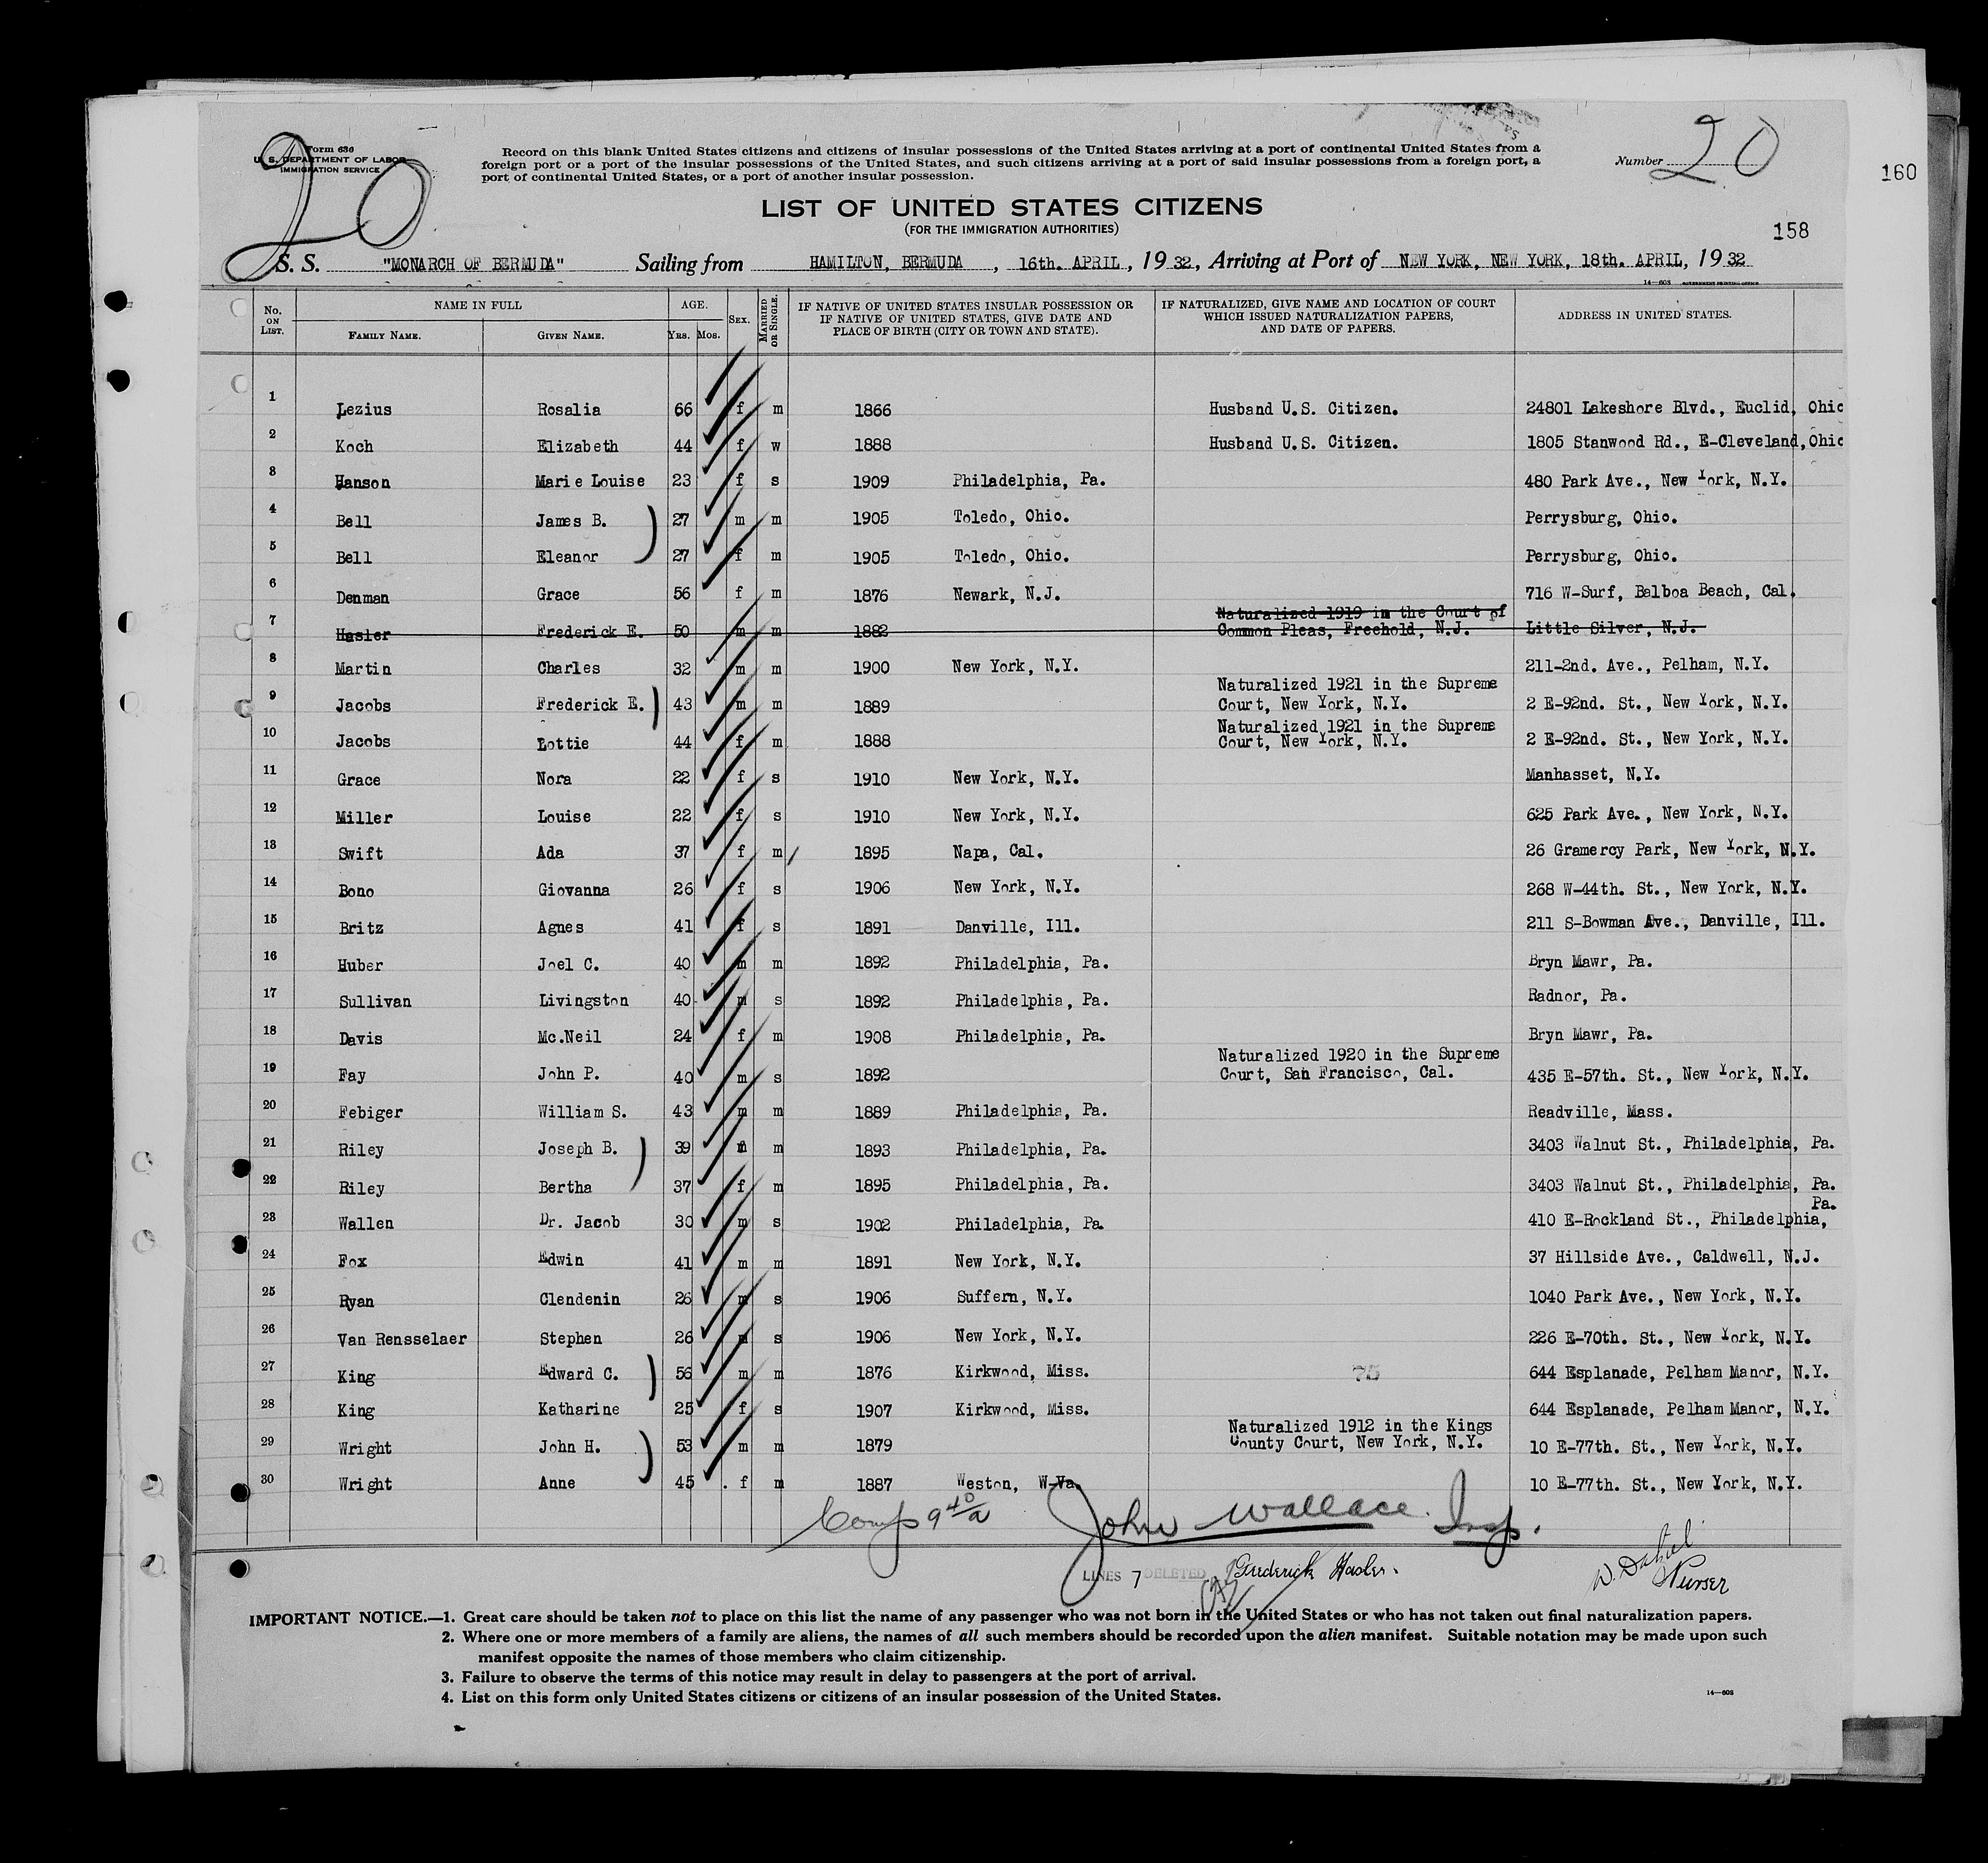 20
Form 636
U. S. DEPARTMENT OF LABOR
IMMIGRATION SERVICE
Record on this blank United States citizens and citizens of insular possessions of the United States arriving at a port of continental United States from a
foreign port or a port of the insular possessions of the United States, and such citizens arriving at a port of said insular possessions from a foreign port, a
port of continental United States, or a port of another insular possession.
Number 20
160
LIST OF UNITED STATES CITIZENS
(FOR THE IMMIGRATION AUTHORITIES)
158
S. S. "MONARCH OF BERMUDA" Sailing from HAMILTON, BERMUDA, 16th. APRIL, 1932, Arriving at Port of NEW YORK, NEW YORK, 18th. APRIL, 1932
14—608 GOVERNMENT PRINTING OFFICE
No. ON LIST. NAME IN FULL FAMILY NAME. GIVEN NAME. AGE. YRS. MOS. SEX. MARRIED OR SINGLE. IF NATIVE OF UNITED STATES INSULAR POSSESSION OR IF NATIVE OF UNITED STATES, GIVE DATE AND PLACE OF BIRTH (CITY OR TOWN AND STATE). IF NATURALIZED, GIVE NAME AND LOCATION OF COURT WHICH ISSUED NATURALIZATION PAPERS, AND DATE OF PAPERS. ADDRESS IN UNITED STATES.
1 Lezius Rosalia 66 f m 1866 Husband U.S. Citizen. 24801 Lakeshore Blvd., Euclid, Ohio
2 Koch Elizabeth 44 f w 1888 Husband U.S. Citizen. 1805 Stanwood Rd., E-Cleveland, Ohio
3 Hanson Marie Louise 23 f s 1909 Philadelphia, Pa. 480 Park Ave., New York, N.Y.
4 Bell James B. 27 m m 1905 Toledo, Ohio. Perrysburg, Ohio.
5 Bell Eleanor 27 f m 1905 Toledo, Ohio. Perrysburg, Ohio.
6 Denman Grace 56 f m 1876 Newark, N.J. 716 W-Surf, Balboa Beach, Cal.
7 Hasler Frederick E. 50 m m 1882 Naturalized 1919 in the Court of Common Pleas, Freehold, N.J. Little Silver, N.J.
8 Martin Charles 32 m m 1900 New York, N.Y. 211-2nd. Ave., Pelham, N.Y.
9 Jacobs Frederick E. 43 m m 1889 Naturalized 1921 in the Supreme Court, New York, N.Y. 2 E-92nd. St., New York, N.Y.
10 Jacobs Lottie 44 f m 1888 Naturalized 1921 in the Supreme Court, New York, N.Y. 2 E-92nd. St., New York, N.Y.
11 Grace Nora 22 f s 1910 New York, N.Y. Manhasset, N.Y.
12 Miller Louise 22 f s 1910 New York, N.Y. 625 Park Ave., New York, N.Y.
13 Swift Ada 37 f m 1895 Napa, Cal. 26 Gramercy Park, New York, N.Y.
14 Bono Giovanna 26 f s 1906 New York, N.Y. 268 W-44th. St., New York, N.Y.
15 Britz Agnes 41 f s 1891 Danville, Ill. 211 S-Bowman Ave., Danville, Ill.
16 Huber Joel C. 40 m m 1892 Philadelphia, Pa. Bryn Mawr, Pa.
17 Sullivan Livingston 40 m s 1892 Philadelphia, Pa. Radnor, Pa.
18 Davis Mc.Neil 24 f m 1908 Philadelphia, Pa. Bryn Mawr, Pa.
19 Fay John P. 40 m s 1892 Naturalized 1920 in the Supreme Court, San Francisco, Cal. 435 E-57th. St., New York, N.Y.
20 Febiger William S. 43 m m 1889 Philadelphia, Pa. Readville, Mass.
21 Riley Joseph B. 39 m m 1893 Philadelphia, Pa. 3403 Walnut St., Philadelphia, Pa.
22 Riley Bertha 37 f m 1895 Philadelphia, Pa. 3403 Walnut St., Philadelphia, Pa.
23 Wallen Dr. Jacob 30 m s 1902 Philadelphia, Pa. 410 E-Rockland St., Philadelphia, Pa.
24 Fox Edwin 41 m m 1891 New York, N.Y. 37 Hillside Ave., Caldwell, N.J.
25 Ryan Clendenin 26 m s 1906 Suffern, N.Y. 1040 Park Ave., New York, N.Y.
26 Van Rensselaer Stephen 26 m s 1906 New York, N.Y. 226 E-70th. St., New York, N.Y.
27 King Edward C. 56 m m 1876 Kirkwood, Miss. 75 644 Esplanade, Pelham Manor, N.Y.
28 King Katharine 25 f s 1907 Kirkwood, Miss. 644 Esplanade, Pelham Manor, N.Y.
29 Wright John H. 53 m m 1879 Naturalized 1912 in the Kings County Court, New York, N.Y. 10 E-77th. St., New York, N.Y.
30 Wright Anne 45 f m 1887 Weston, W-Va. 10 E-77th. St., New York, N.Y.
Comp 9 40/a John Wallace. Insp.
LINES 7 DELETED Frederick Hasler.
Purser
IMPORTANT NOTICE.—1. Great care should be taken not to place on this list the name of any passenger who was not born in the United States or who has not taken out final naturalization papers.
2. Where one or more members of a family are aliens, the names of all such members should be recorded upon the alien manifest. Suitable notation may be made upon such
manifest opposite the names of those members who claim citizenship.
3. Failure to observe the terms of this notice may result in delay to passengers at the port of arrival.
4. List on this form only United States citizens or citizens of an insular possession of the United States.
14—608